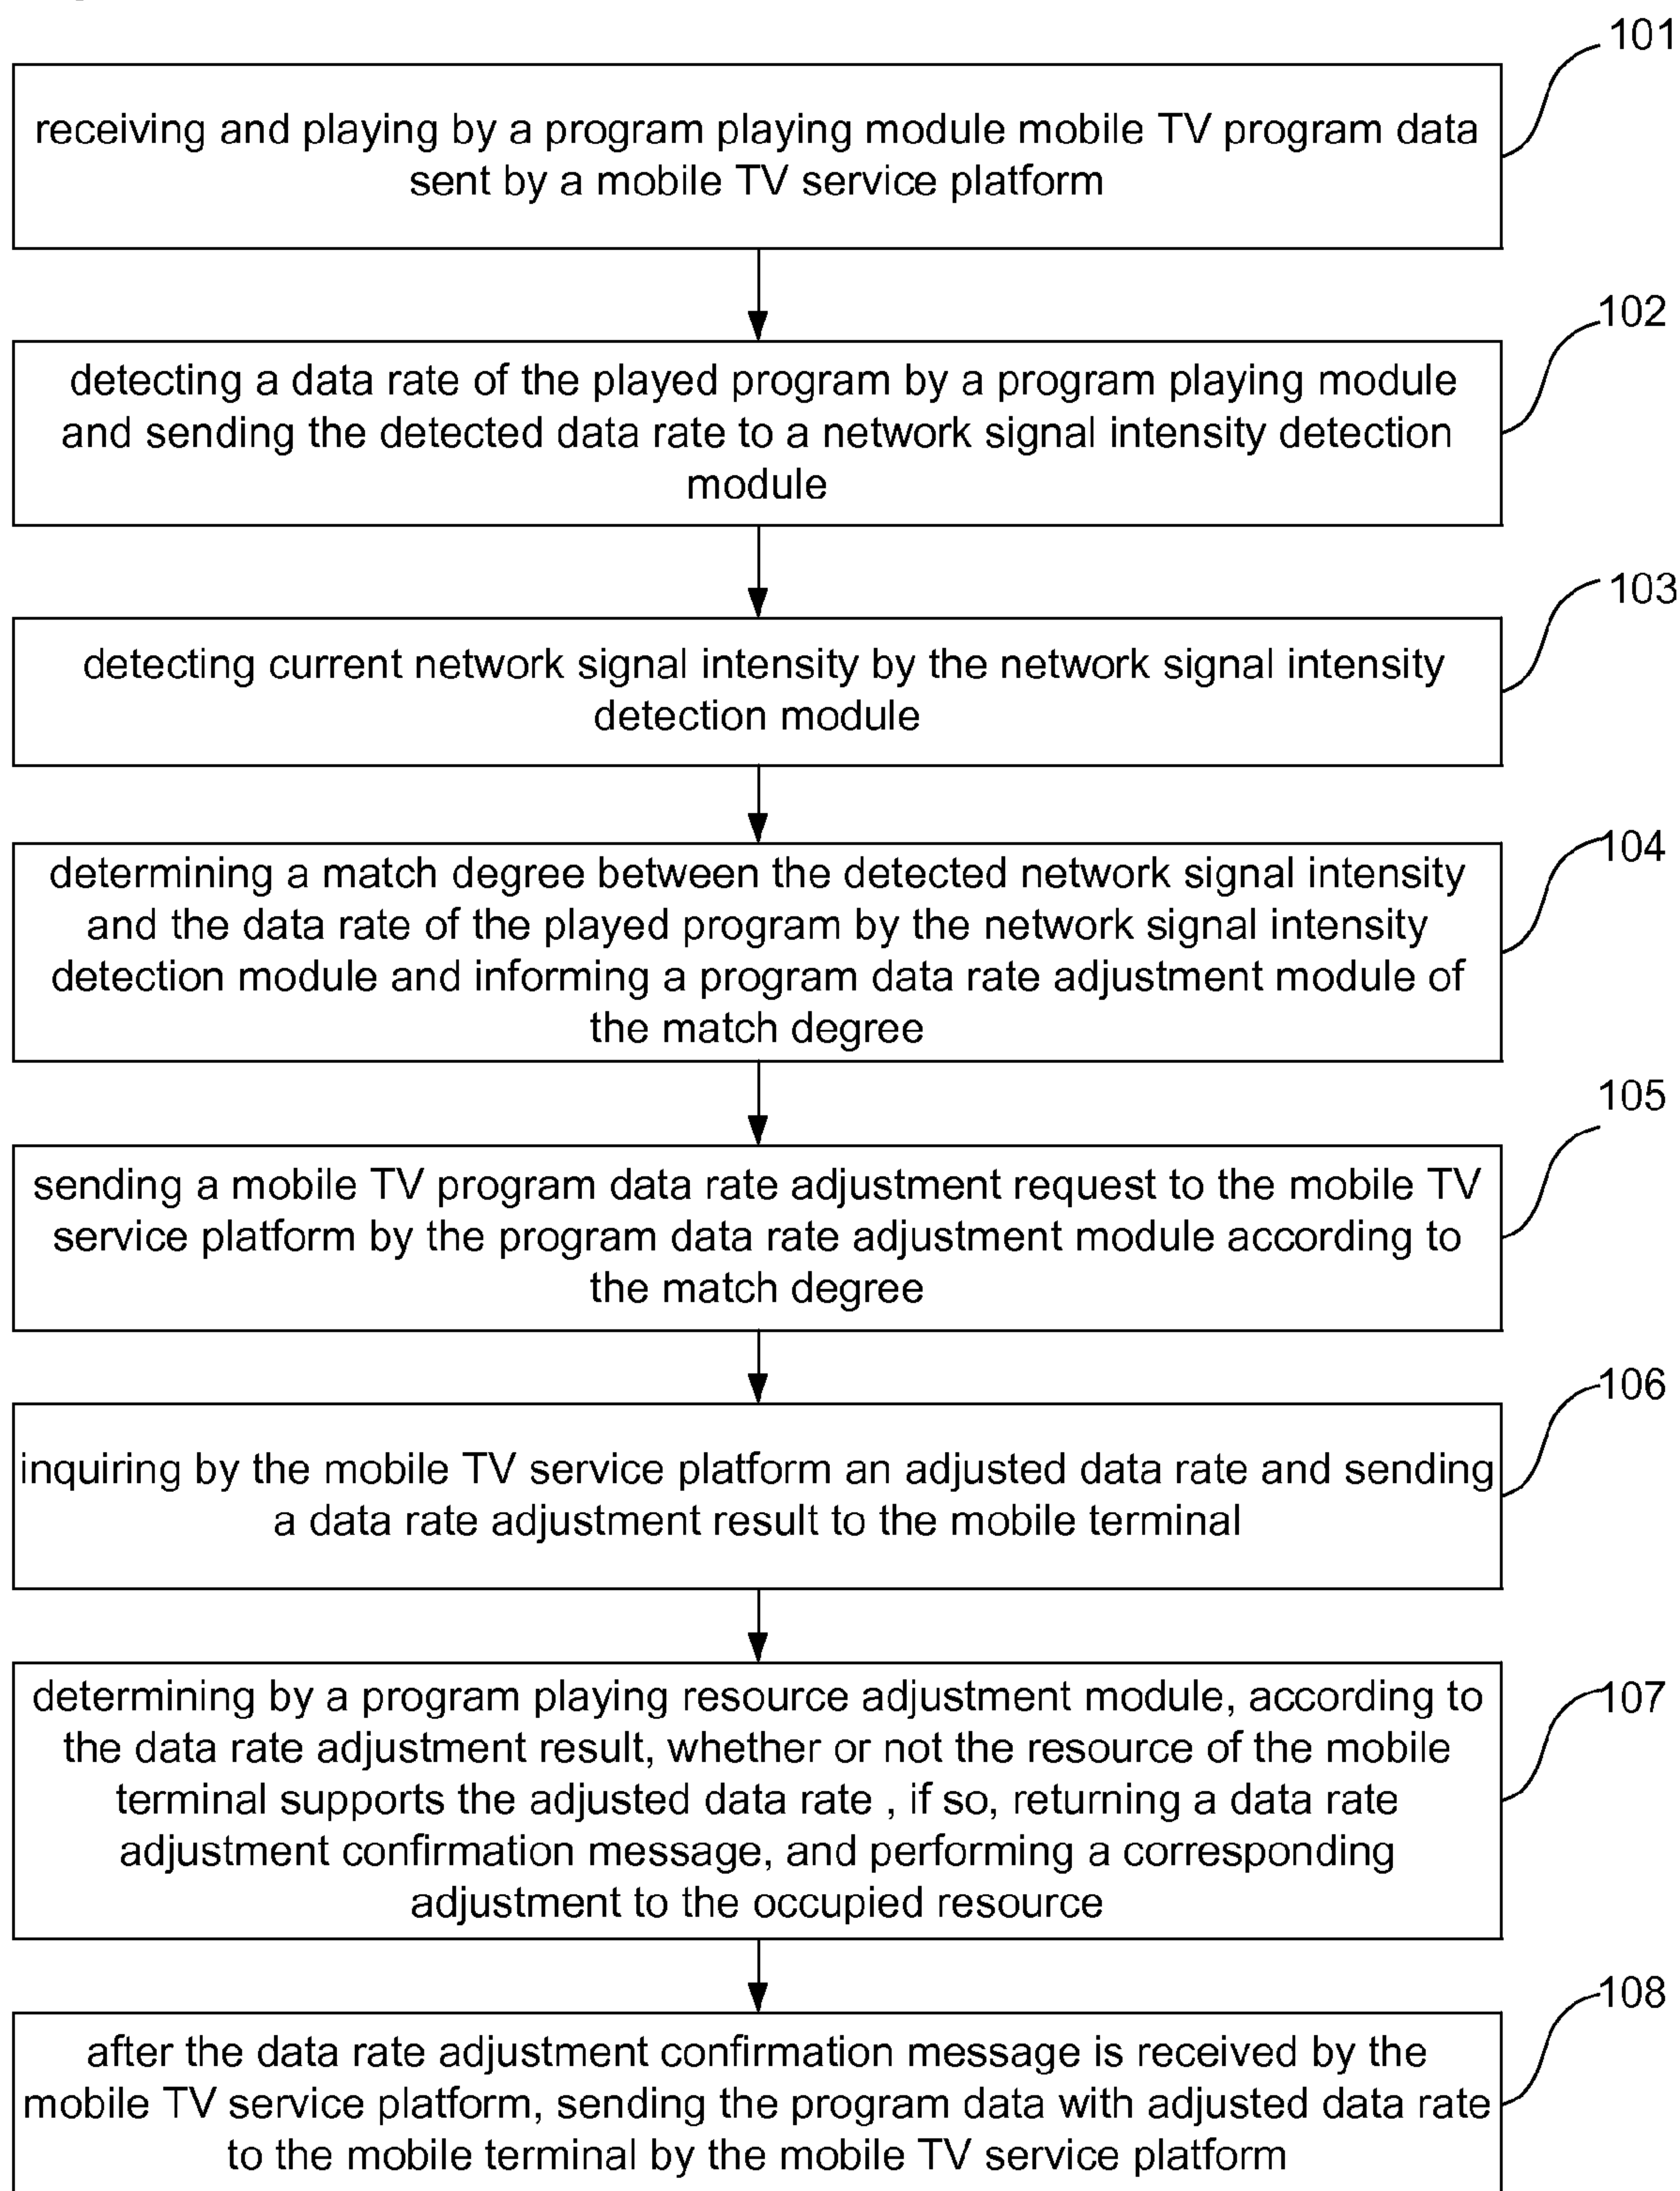 101
receiving and playing by a program playing module mobile TV program data
sent by a mobile TV service platform
102
detecting a data rate of the played program by a program playing module
and sending the detected data rate to a network signal intensity detection
module
103
detecting current network signal intensity by the network signal intensity
detection module
104
determining a match degree between the detected network signal intensity
and the data rate of the played program by the network signal intensity
detection module and informing a program data rate adjustment module of
the match degree
105
sending a mobile TV program data rate adjustment request to the mobile TV
service platform by the program data rate adjustment module according to
the match degree
106
inquiring by the mobile TV service platform an adjusted data rate and sending
a data rate adjustment result to the mobile terminal
107
determining by a program playing resource adjustment module, according to
the data rate adjustment result, whether or not the resource of the mobile
terminal supports the adjusted data rate , if so, returning a data rate
adjustment confirmation message, and performing a corresponding
adjustment to the occupied resource
108
after the data rate adjustment confirmation message is received by the
mobile TV service platform, sending the program data with adjusted data rate
to the mobile terminal by the mobile TV service platform